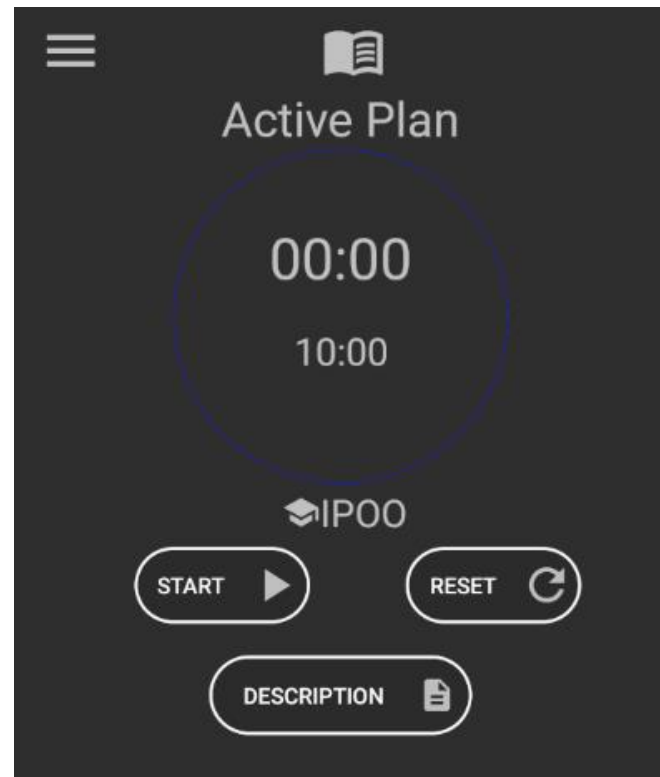 Active Plan
00:00
10:00
IPOO
START
RESET
DESCRIPTION